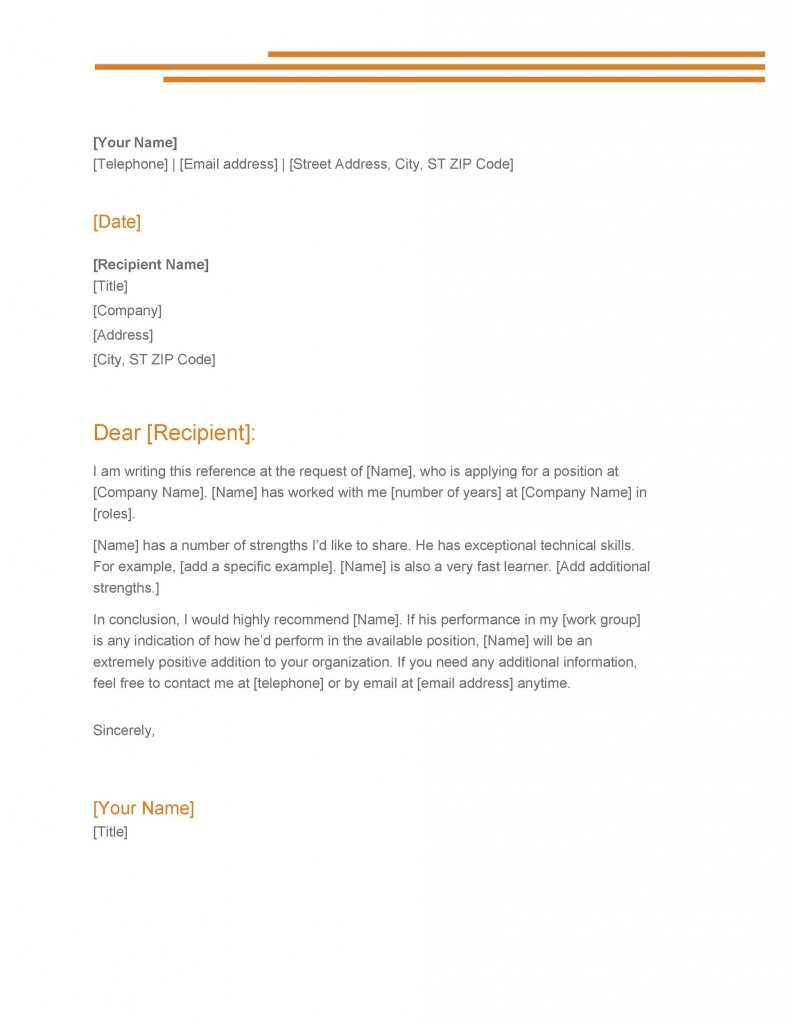 [Your Name]
[Telephone] | [Email address] | [Street Address, City, ST ZIP Code]
[Date]
[Recipient Name]
[Title]
[Company]
[Address]
[City, ST ZIP Code]
Dear [Recipient]:
I am writing this reference at the request of [Name], who is applying for a position at
[Company Name]. [Name] has worked with me [number of years] at [Company Name] in
[roles].
[Name] has a number of strengths I’d like to share. He has exceptional technical skills.
For example, [add a specific example]. [Name] is also a very fast learner. [Add additional
strengths.]
In conclusion, I would highly recommend [Name]. If his performance in my [work group]
is any indication of how he’d perform in the available position, [Name] will be an
extremely positive addition to your organization. If you need any additional information,
feel free to contact me at [telephone] or by email at [email address] anytime.
Sincerely,
[Your Name]
[Title]